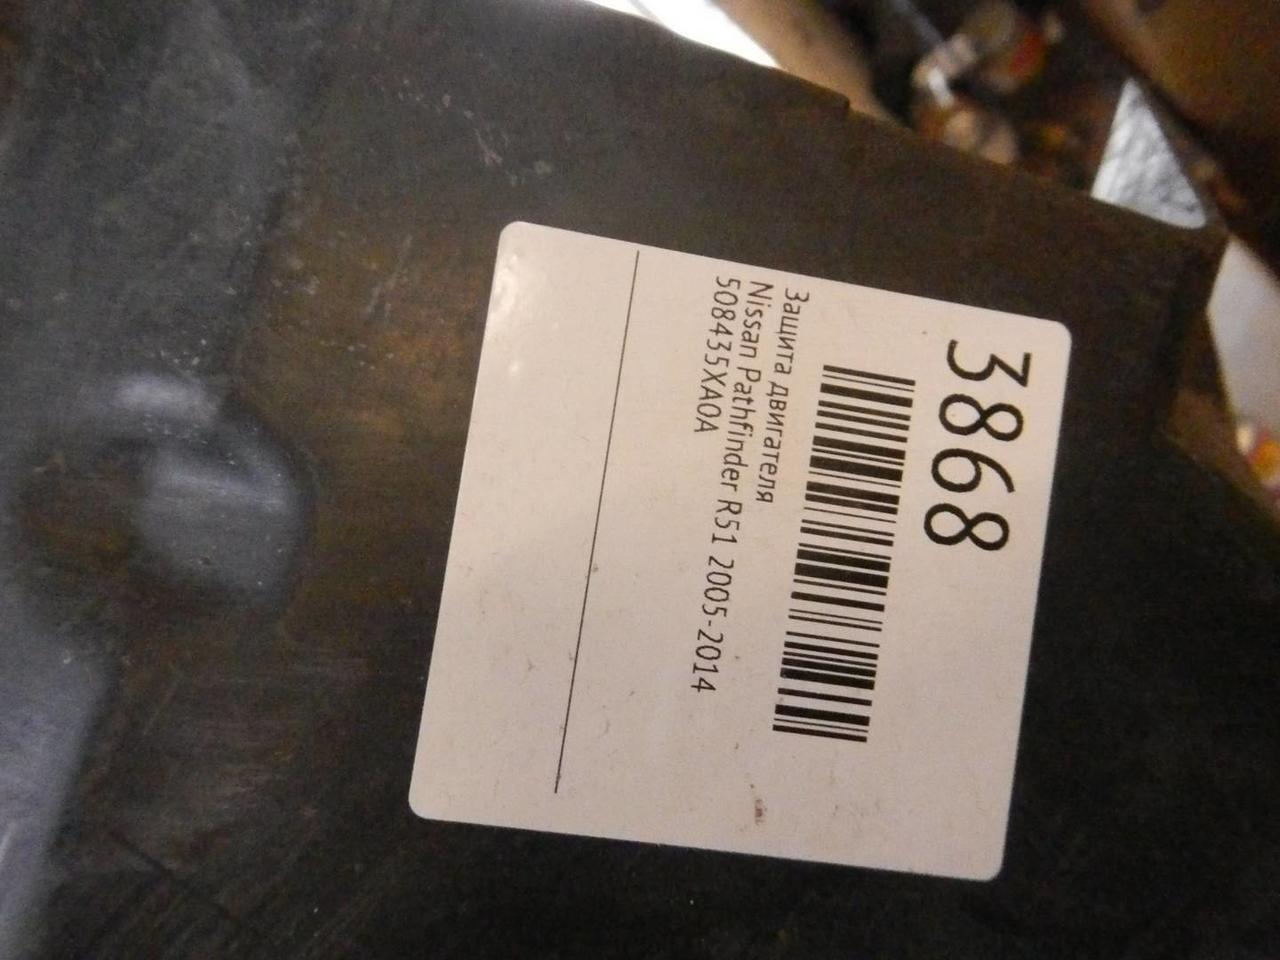 3868
Защита двигателя
Nissan Pathfinder R51 2005-2014
508435XA0A